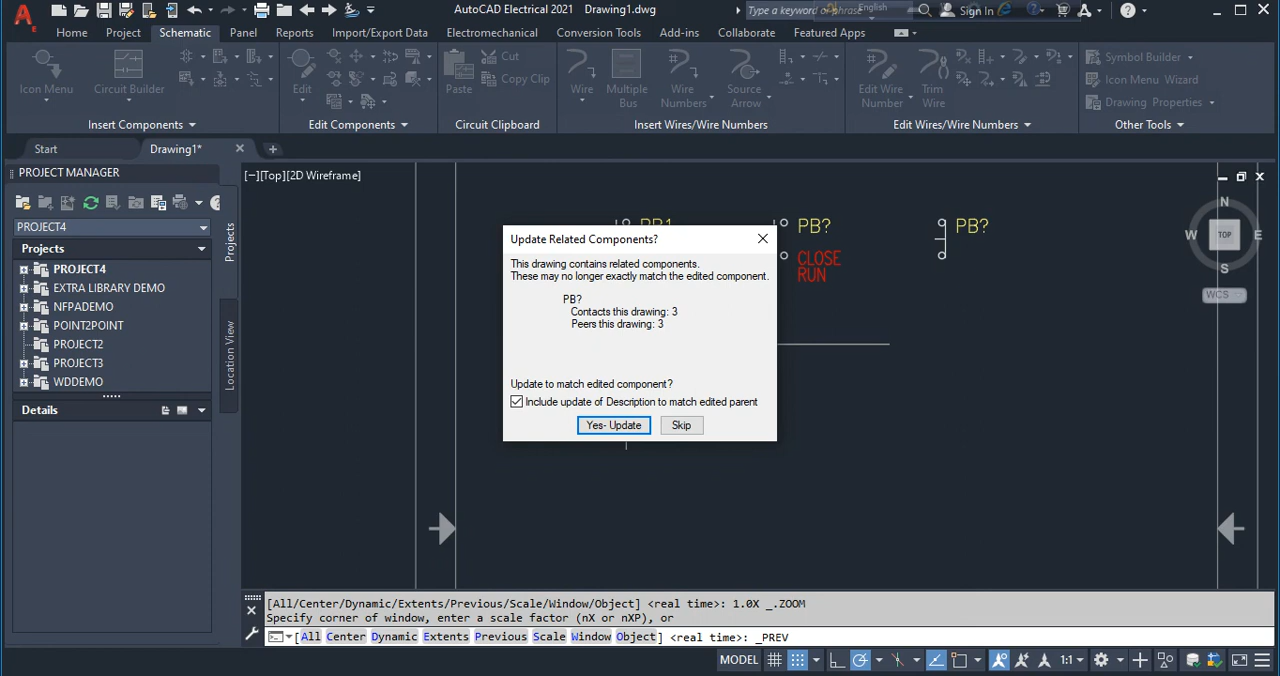 AutoCAD Electrical 2021 Drawing1.dwg
Type a keyword or phrase
English
Sign In
Home Project Schematic Panel Reports Import/Export Data Electromechanical Conversion Tools Add-ins Collaborate Featured Apps
Icon Menu
Circuit Builder
Insert Components
Edit
Edit Components
Paste
Cut
Copy Clip
Circuit Clipboard
Wire
Multiple
Bus
Wire
Numbers
Source
Arrow
Insert Wires/Wire Numbers
Edit Wire
Number
Trim
Wire
Edit Wires/Wire Numbers
Symbol Builder
Icon Menu Wizard
Drawing Properties
Other Tools
Start
Drawing1*
PROJECT MANAGER
PROJECT4
Projects
PROJECT4
EXTRA LIBRARY DEMO
NFPADEMO
POINT2POINT
PROJECT2
PROJECT3
WDDEMO
Details
Projects
Location View
[−][Top][2D Wireframe]
PB1
PB?
CLOSE
RUN
PB?
N
W TOP E
S
WCS
Update Related Components?
This drawing contains related components.
These may no longer exactly match the edited component.
PB?
Contacts this drawing: 3
Peers this drawing: 3
Update to match edited component?
Include update of Description to match edited parent
Yes- Update
Skip
[All/Center/Dynamic/Extents/Previous/Scale/Window/Object] <real time>: 1.0X _.ZOOM
Specify corner of window, enter a scale factor (nX or nXP), or
[All Center Dynamic Extents Previous Scale Window Object] <real time>: _PREV
MODEL
1:1